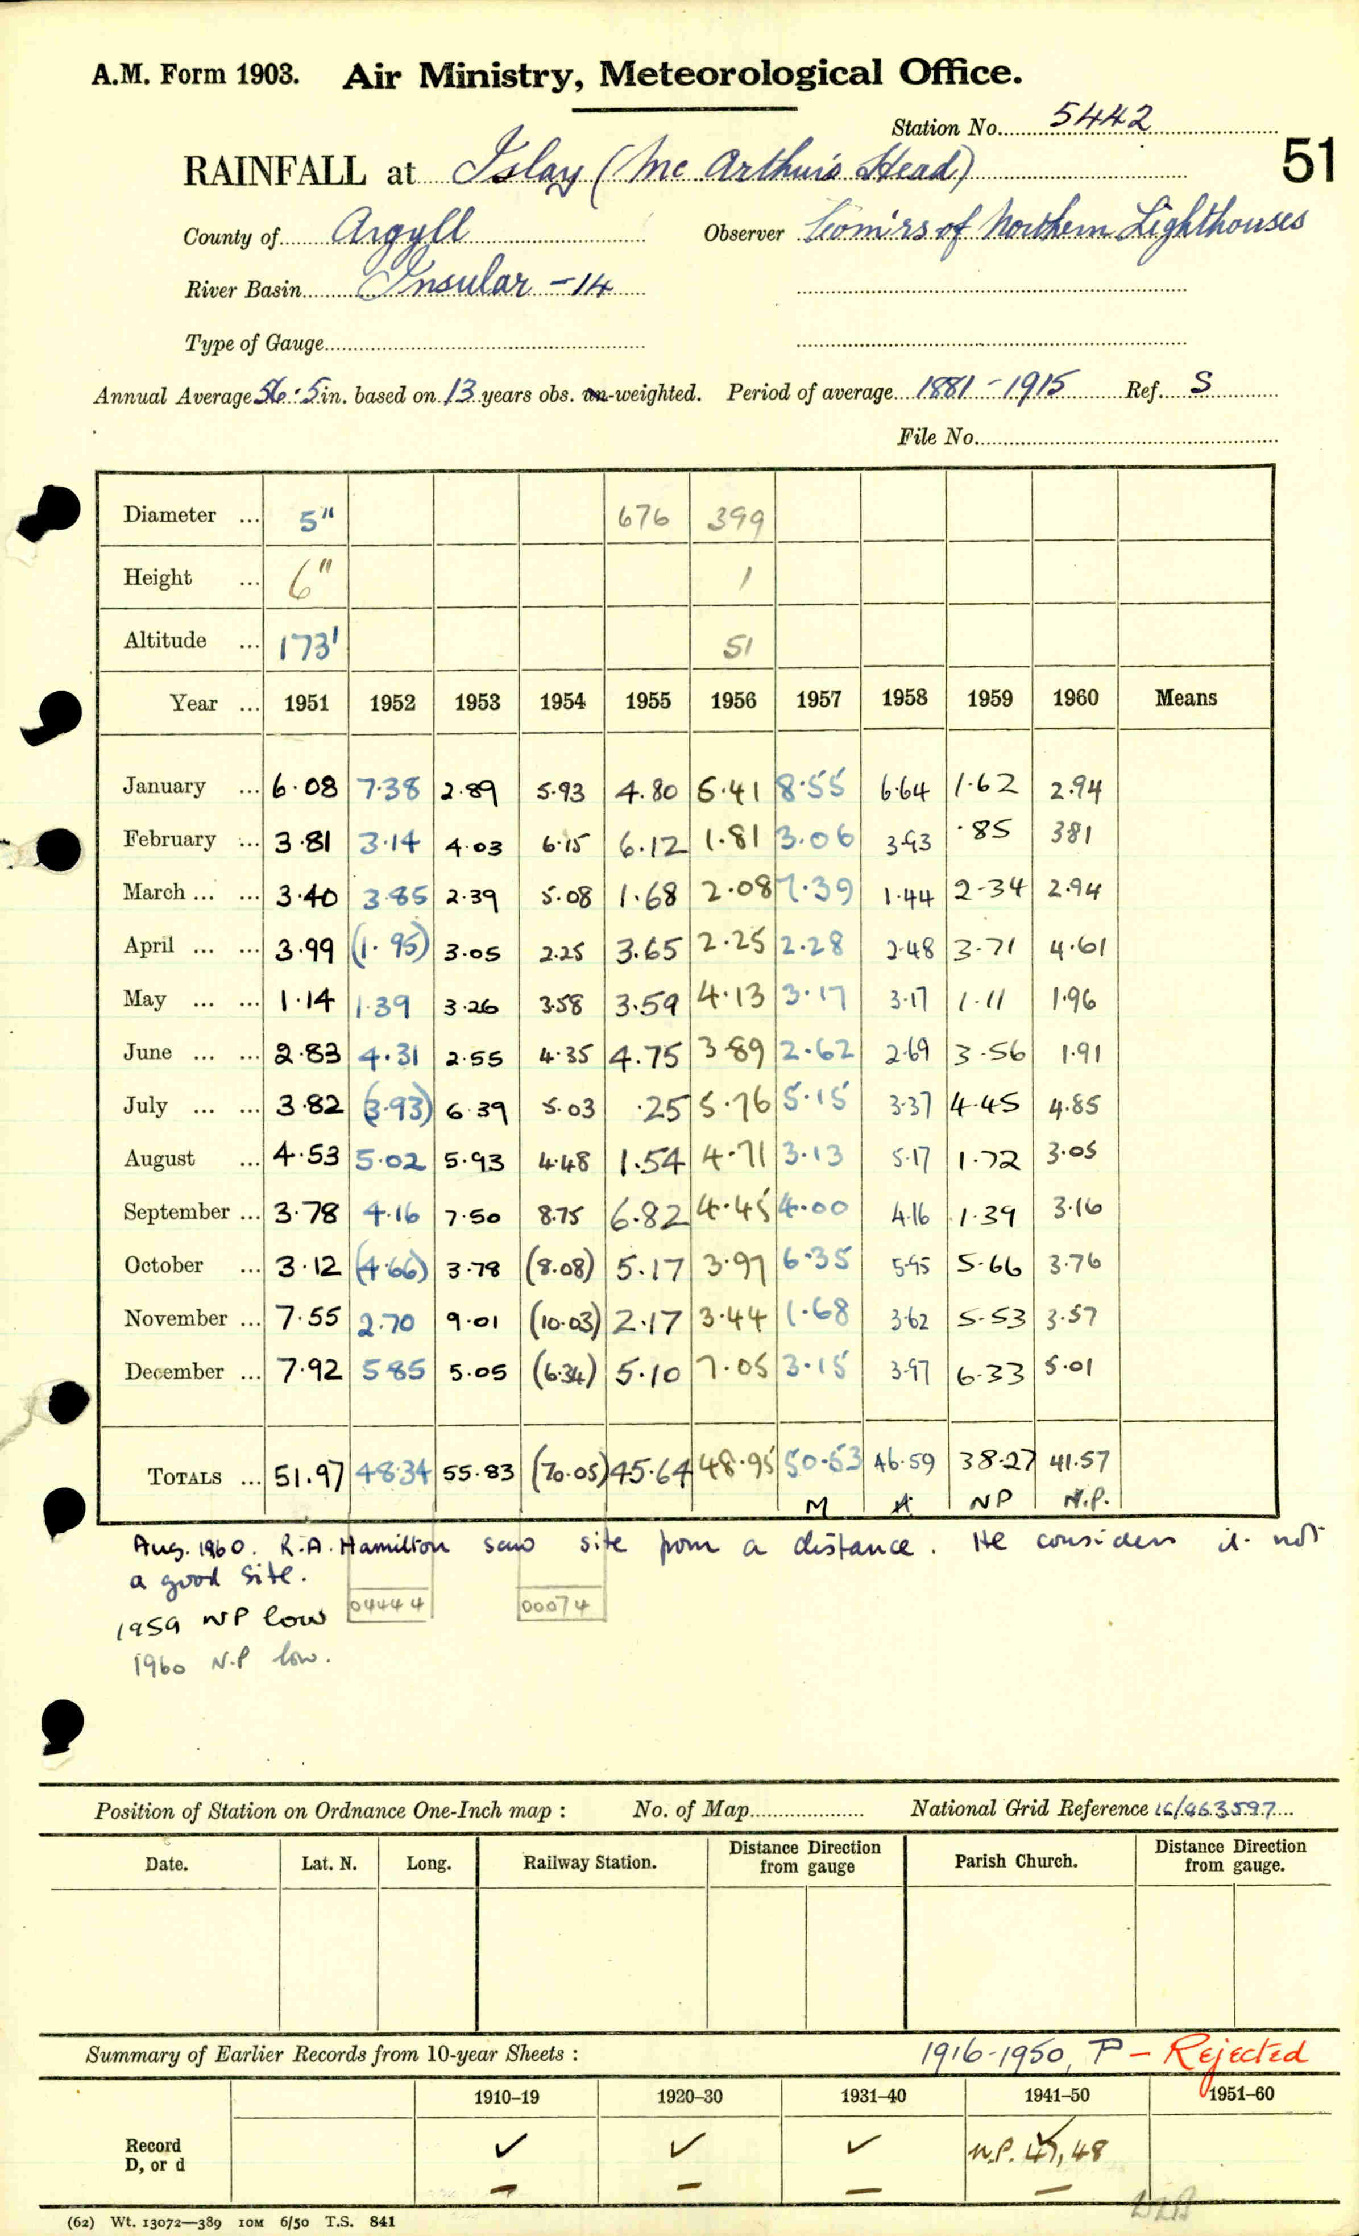 A.M. Form 1903. Air Ministry, Meteorological Office.
Station No. 5442
51
RAINFALL at Islay (Mc Arthur's Head)
County of Argyll Observer Com'rs of Northern Lighthouses
River Basin Insular - 14
Type of Gauge
Annual Average 56.5 in. based on 13 years obs. un-weighted. Period of average 1881-1915 Ref. S
File No.
Diameter ... 5" 676 399
Height ... 6" 1
Altitude ... 173' 51
Year ... 1951 1952 1953 1954 1955 1956 1957 1958 1959 1960 Means
January ... 6.08 7.38 2.89 5.93 4.80 5.41 8.55 6.64 1.62 2.94
February ... 3.81 3.14 4.03 6.15 6.12 1.81 3.06 3.93 .85 3.81
March ... ... 3.40 3.85 2.39 5.08 1.68 2.08 7.39 1.44 2.34 2.94
April ... ... 3.99 (1.95) 3.05 2.25 3.65 2.25 2.28 2.48 3.71 4.61
May ... ... 1.14 1.39 3.26 3.58 3.59 4.13 3.17 3.17 1.11 1.96
June ... ... 2.83 4.31 2.55 4.35 4.75 3.89 2.62 2.69 3.56 1.91
July ... ... 3.82 (3.93) 6.39 5.03 .25 5.76 5.15 3.37 4.45 4.85
August ... 4.53 5.02 5.93 4.48 1.54 4.71 3.13 5.17 1.72 3.05
September ... 3.78 4.16 7.50 8.75 6.82 4.45 4.00 4.16 1.39 3.16
October ... 3.12 (4.66) 3.78 (8.08) 5.17 3.97 6.35 5.95 5.66 3.76
November ... 7.55 2.70 9.01 (10.03) 2.17 3.44 1.68 3.62 5.53 3.57
December ... 7.92 5.85 5.05 (6.34) 5.10 7.05 3.15 3.97 6.33 5.01
TOTALS ... 51.97 48.34 55.83 (70.05) 45.64 48.95 50.53 46.59 38.27 41.57
M A NP N.P.
Aug. 1960. R.A. Hamilton saw site from a distance. He considers it not
a good site.
04444 00074
1959 NP low
1960 N.P low.
Position of Station on Ordnance One-Inch map : No. of Map National Grid Reference 16/463597
Date. Lat. N. Long. Railway Station. Distance from gauge Direction Parish Church. Distance from gauge. Direction
Summary of Earlier Records from 10-year Sheets : 1916-1950, P - Rejected
1910–19 1920–30 1931–40 1941–50 1951–60
Record ✓ ✓ ✓ ✓ N.P. 47, 48
D, or d – – – –
(62) Wt. 13072—389 10M 6/50 T.S. 841